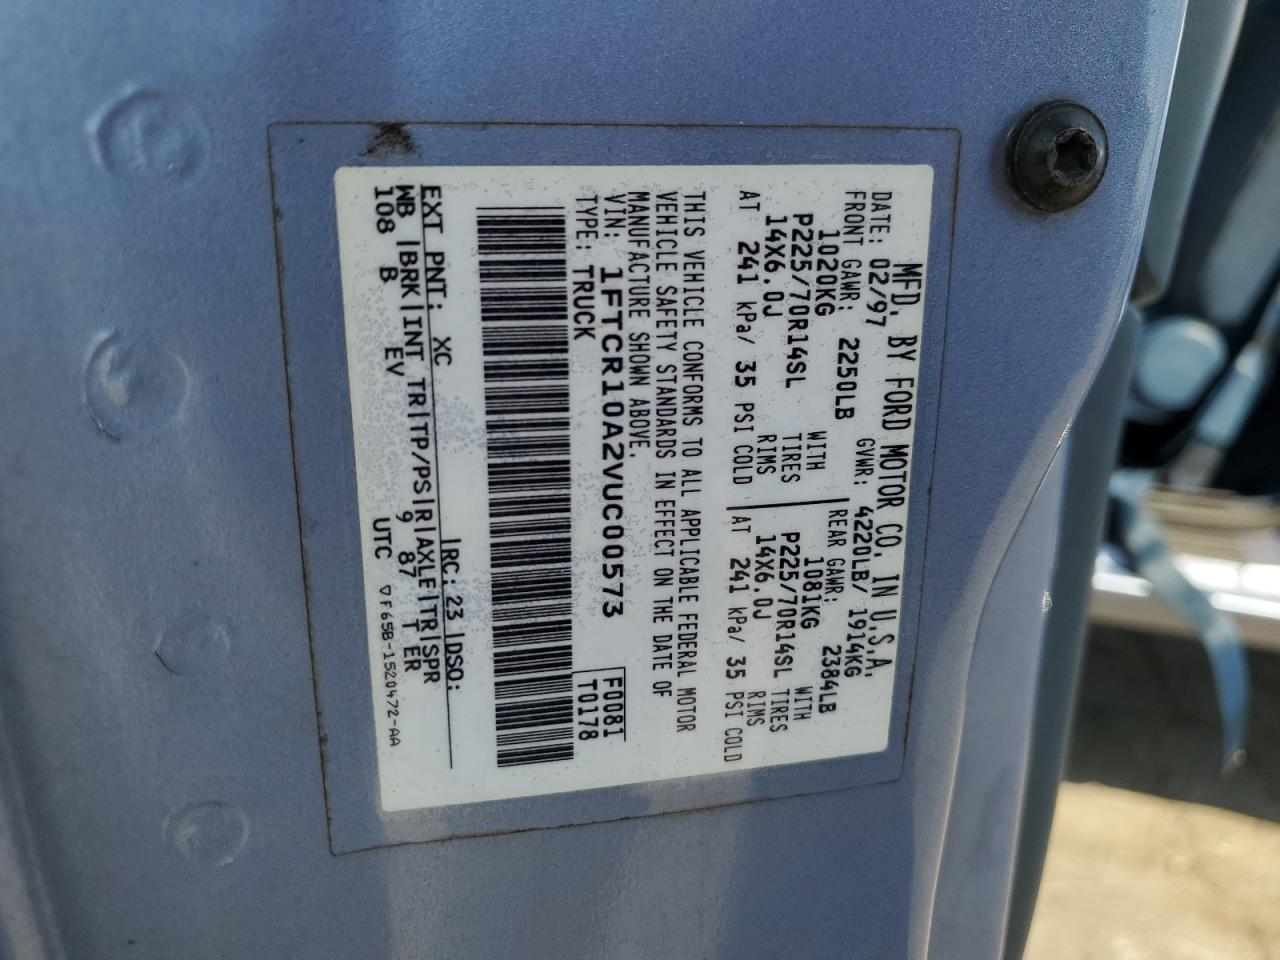 MFD. BY FORD MOTOR CO. IN U.S.A.
DATE: 02/97 GVWR: 4220LB/ 1914KG
FRONT GAWR: 2250LB REAR GAWR: 2384LB
1020KG WITH 1081KG WITH
P225/70R14SL TIRES P225/70R14SL TIRES
14X6.0J RIMS 14X6.0J RIMS
AT 241 kPa/ 35 PSI COLD AT 241 kPa/ 35 PSI COLD
THIS VEHICLE CONFORMS TO ALL APPLICABLE FEDERAL MOTOR
VEHICLE SAFETY STANDARDS IN EFFECT ON THE DATE OF
MANUFACTURE SHOWN ABOVE.
VIN: 1FTCR10A2VUC00573 F0081
TYPE: TRUCK T0178
EXT PNT: XC RC: 23 DSO:
WB BRK INT TR TP/PS R AXLE TR SPR
108 B EV 9 87 T ER
UTC ▽F65B-1520472-AA